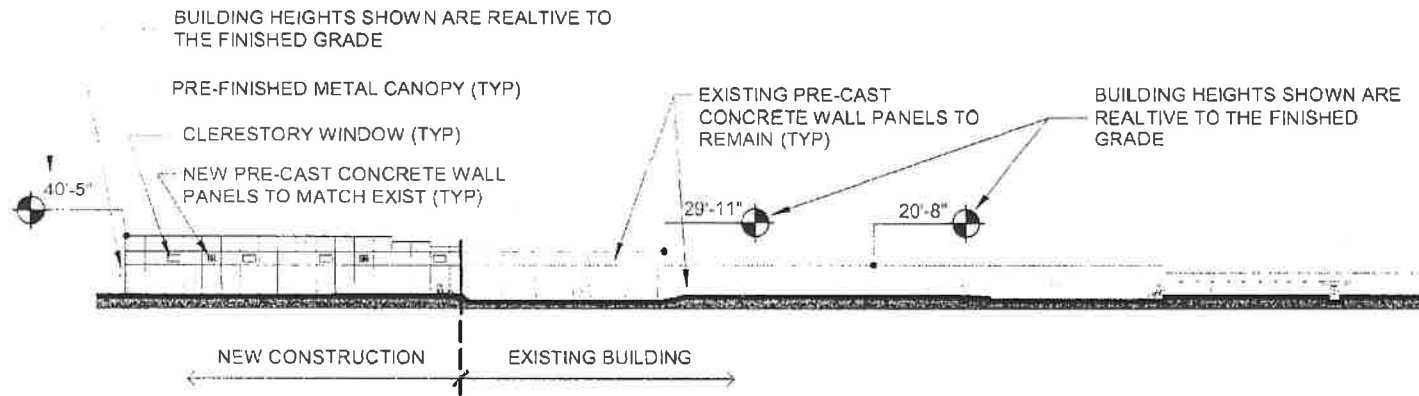 BUILDING HEIGHTS SHOWN ARE REALTIVE TO
THE FINISHED GRADE
PRE-FINISHED METAL CANOPY (TYP)
CLERESTORY WINDOW (TYP)
NEW PRE-CAST CONCRETE WALL
PANELS TO MATCH EXIST (TYP)
40'-5"
EXISTING PRE-CAST
CONCRETE WALL PANELS TO
REMAIN (TYP)
BUILDING HEIGHTS SHOWN ARE
REALTIVE TO THE FINISHED
GRADE
29'-11"
20'-8"
NEW CONSTRUCTION
EXISTING BUILDING